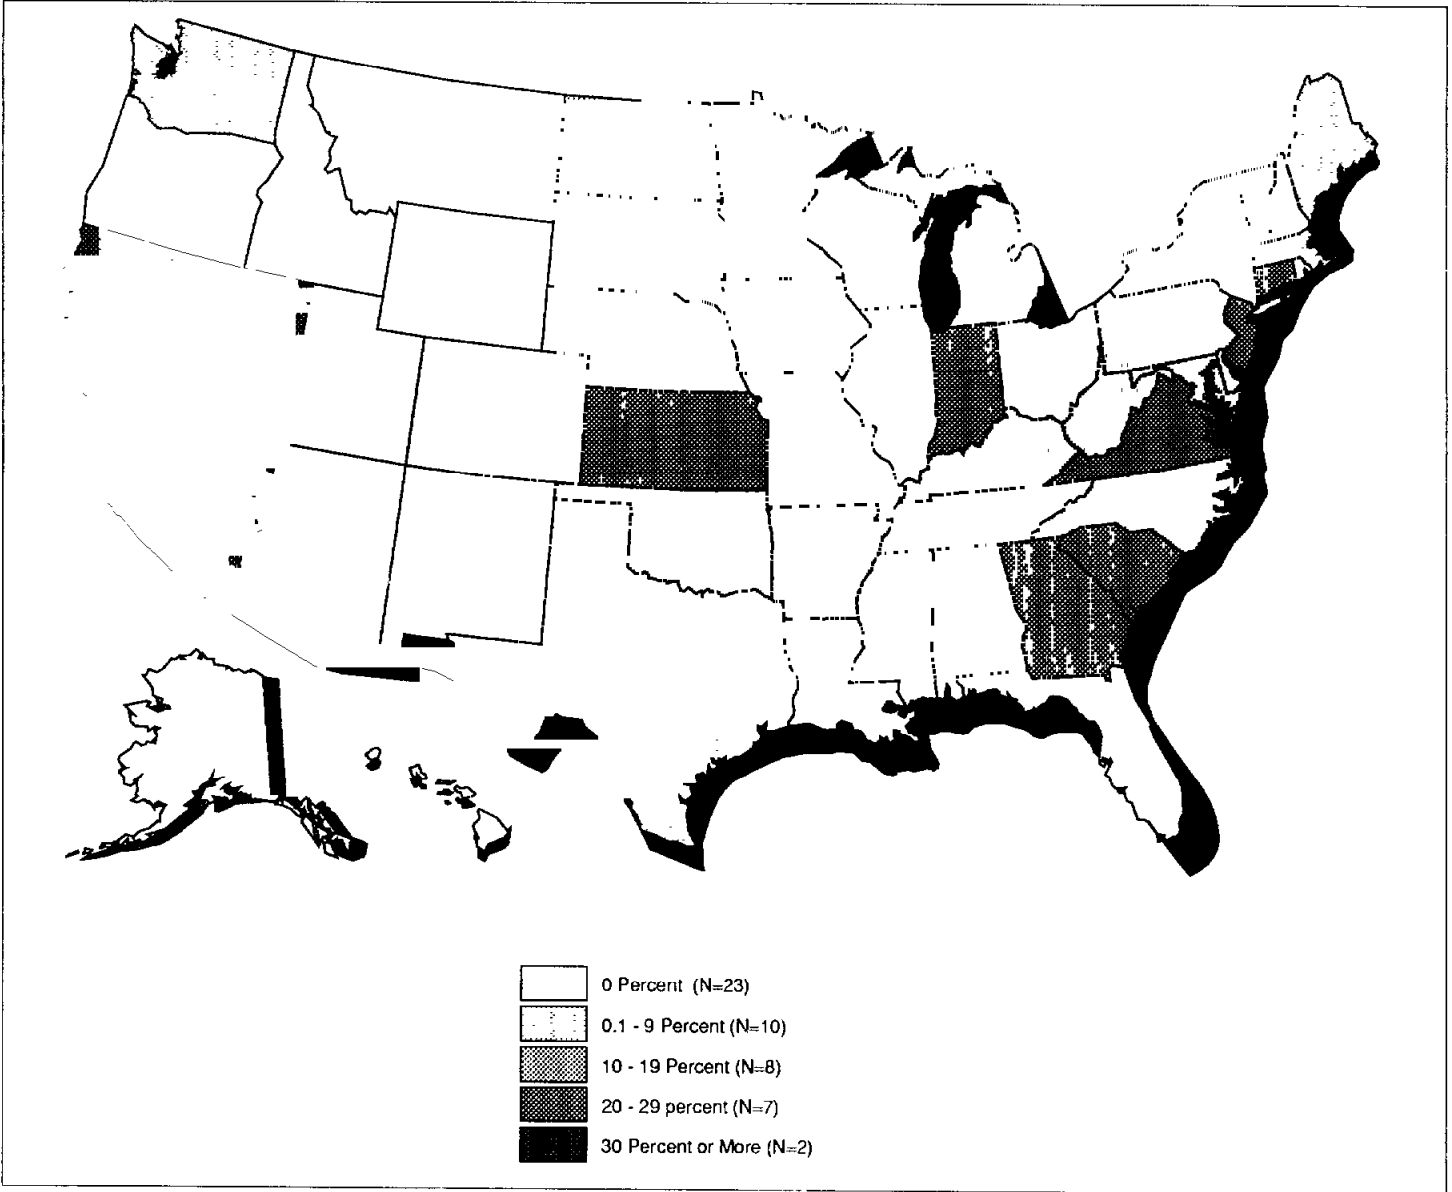 0 Percent (N=23)
0.1 - 9 Percent (N=10)
10 - 19 Percent (N=8)
20 - 29 percent (N=7)
30 Percent or More (N=2)